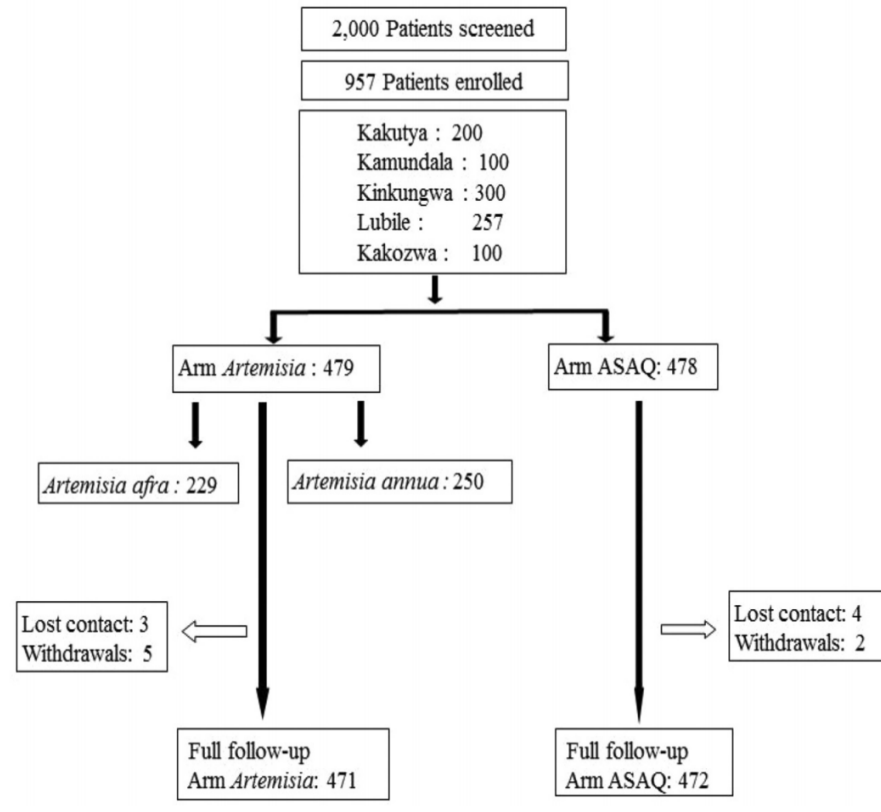 2,000 Patients screened
957 Patients enrolled
Kakutya : 200
Kamundala : 100
Kinkungwa : 300
Lubile : 257
Kakozwa : 100
Arm Artemisia : 479
Arm ASAQ: 478
Artemisia afra : 229
Artemisia annua : 250
Lost contact: 3
Withdrawals: 5
Lost contact: 4
Withdrawals: 2
Full follow-up
Arm Artemisia: 471
Full follow-up
Arm ASAQ: 472